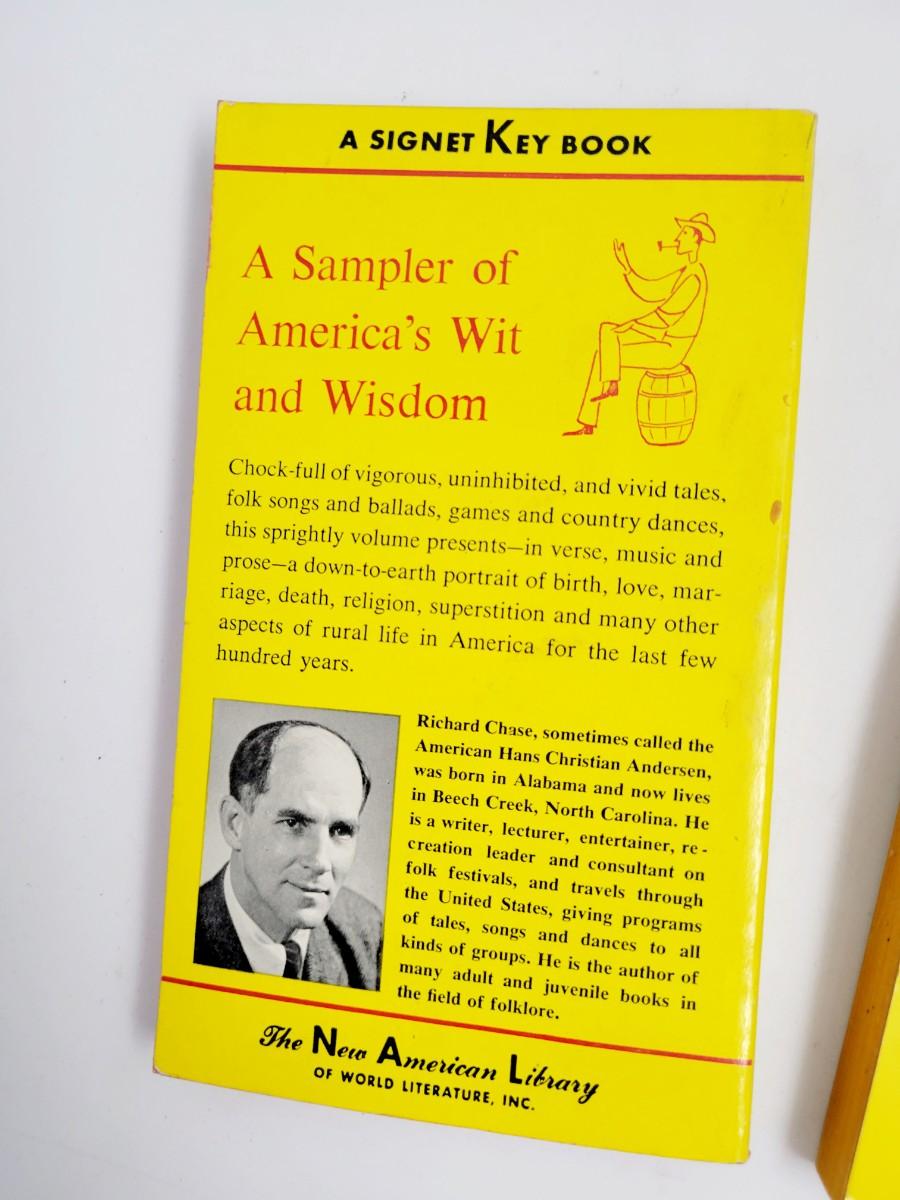 A SIGNET KEY BOOK
A Sampler of
America's Wit
and Wisdom
Chock-full of vigorous, uninhibited, and vivid tales,
folk songs and ballads, games and country dances,
this sprightly volume presents—in verse, music and
prose—a down-to-earth portrait of birth, love, mar-
riage, death, religion, superstition and many other
aspects of rural life in America for the last few
hundred years.
Richard Chase, sometimes called the
American Hans Christian Andersen,
was born in Alabama and now lives
in Beech Creek, North Carolina. He
is a writer, lecturer, entertainer, re-
creation leader and consultant on
folk festivals, and travels through
the United States, giving programs
of tales, songs and dances to all
kinds of groups. He is the author of
many adult and juvenile books in
the field of folklore.
The New American Library
OF WORLD LITERATURE, INC.